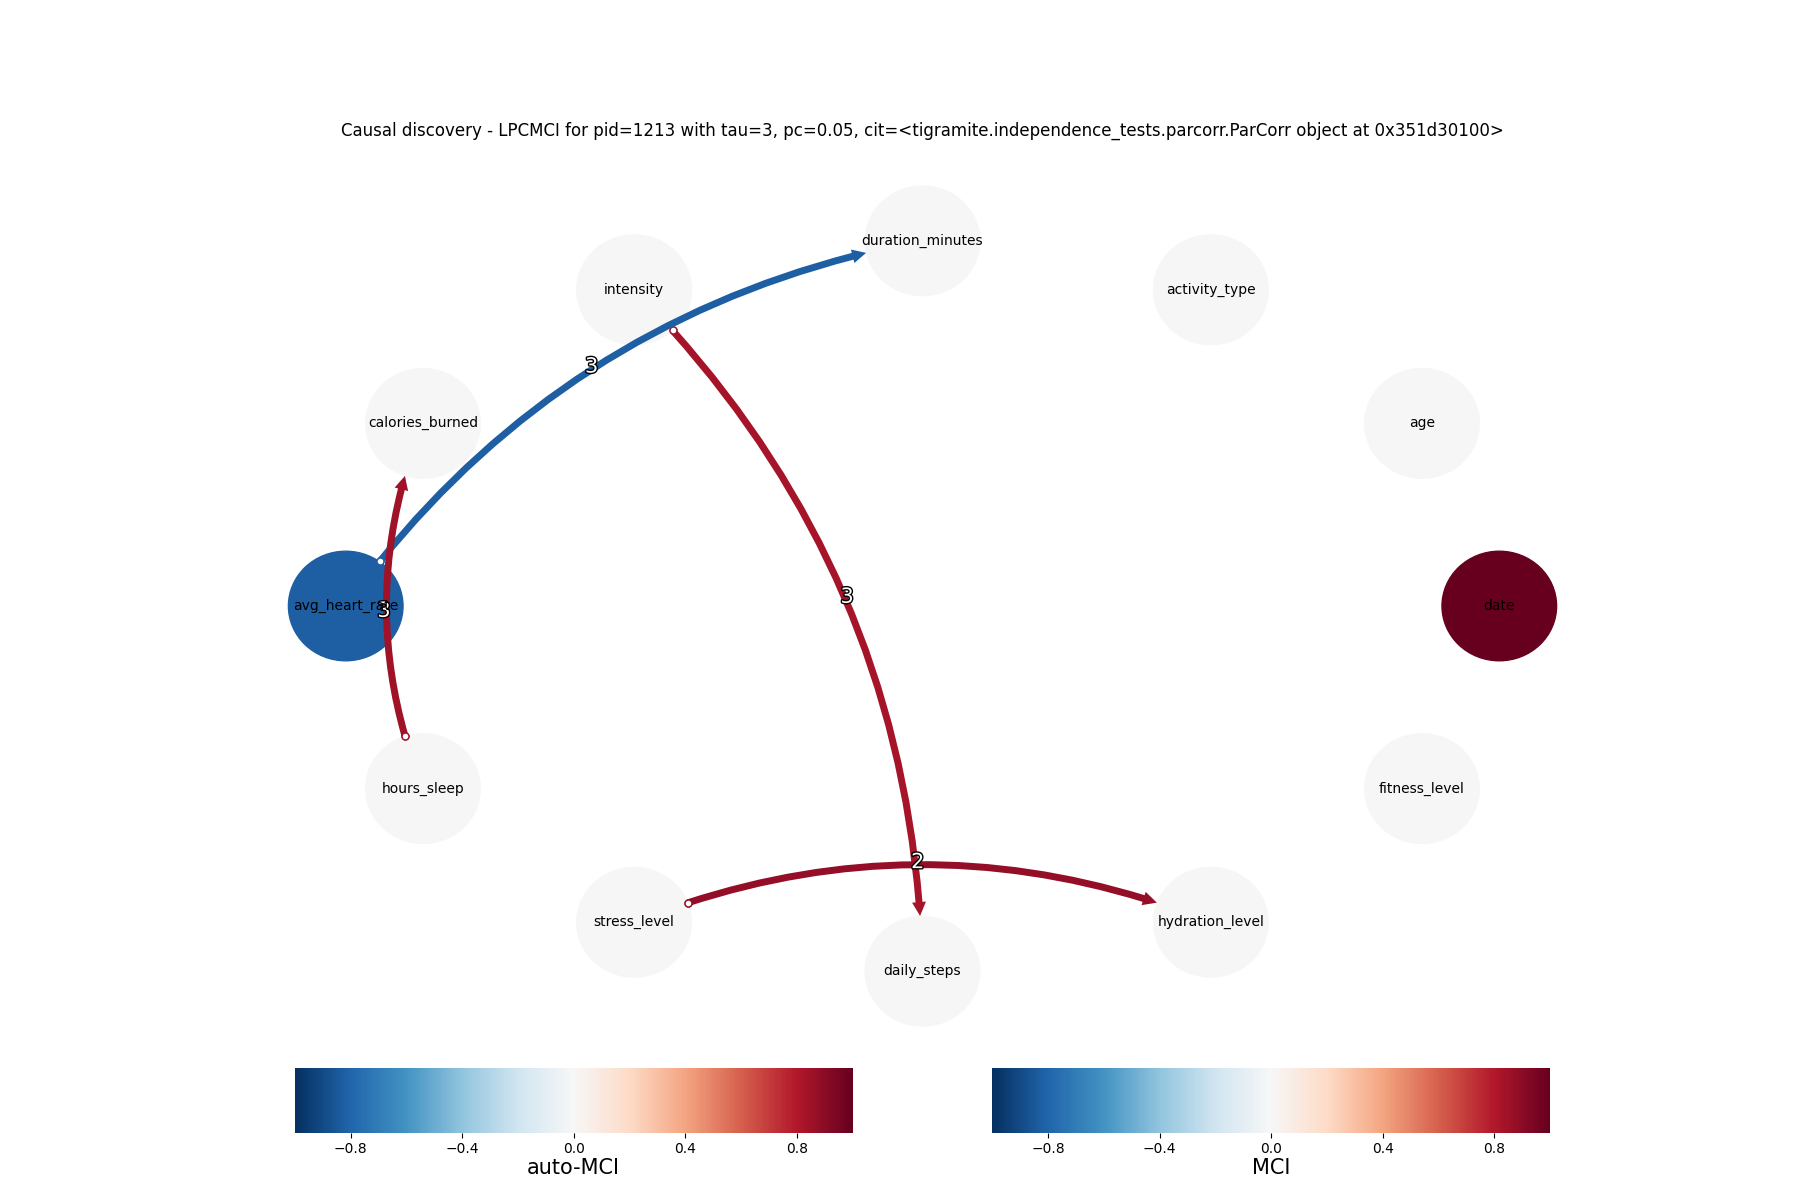 Causal discovery - LPCMCI for pid=1213 with tau=3, pc=0.05, cit=<tigramite.independence_tests.parcorr.ParCorr object at 0x351d30100>
duration_minutes
intensity
activity_type
3
calories_burned
age
3
avg_heart_rate
3
date
hours_sleep
fitness_level
2
stress_level
hydration_level
daily_steps
−0.8 −0.4 0.0 0.4 0.8
auto-MCI
−0.8 −0.4 0.0 0.4 0.8
MCI